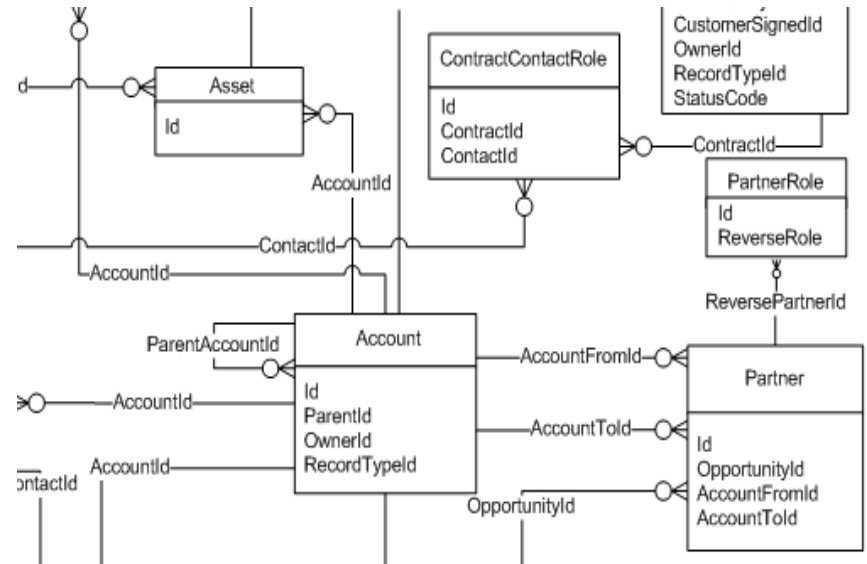 CustomerSignedId
OwnerId
RecordTypeId
StatusCode
ContractContactRole
Id
ContractId
ContactId
d
Asset
Id
ContractId
PartnerRole
Id
ReverseRole
AccountId
ContactId
AccountId
ReversePartnerId
ParentAccountId
Account
Id
ParentId
OwnerId
RecordTypeId
AccountFromId
Partner
Id
OpportunityId
AccountFromId
AccountToId
AccountId
AccountToId
AccountId
ontactId
OpportunityId